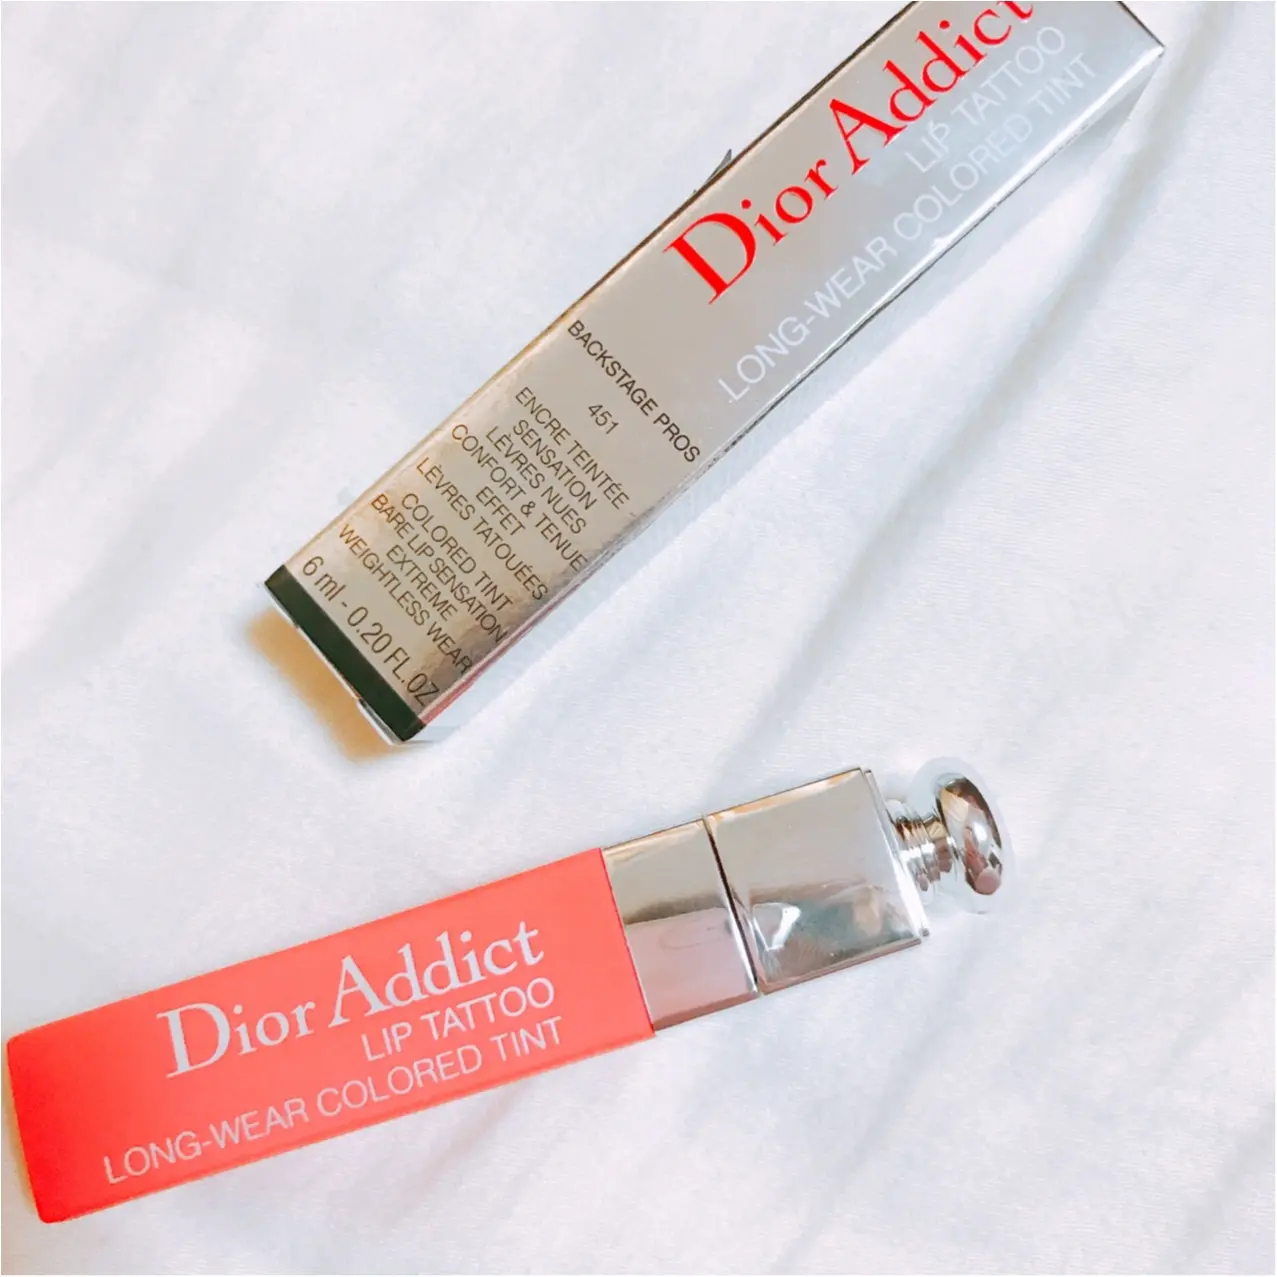 Dior Addict
LIP TATTOO
LONG-WEAR COLORED TINT
BACKSTAGE PROS
451
ENCRE TEINTÉE
SENSATION
LÈVRES NUES
CONFORT & TENUE
EFFET
LÈVRES TATOUÉES
COLORED TINT
BARE LIP SENSATION
EXTREME
WEIGHTLESS WEAR
6 ml - 0.20 FL.OZ
Dior Addict
LIP TATTOO
LONG-WEAR COLORED TINT